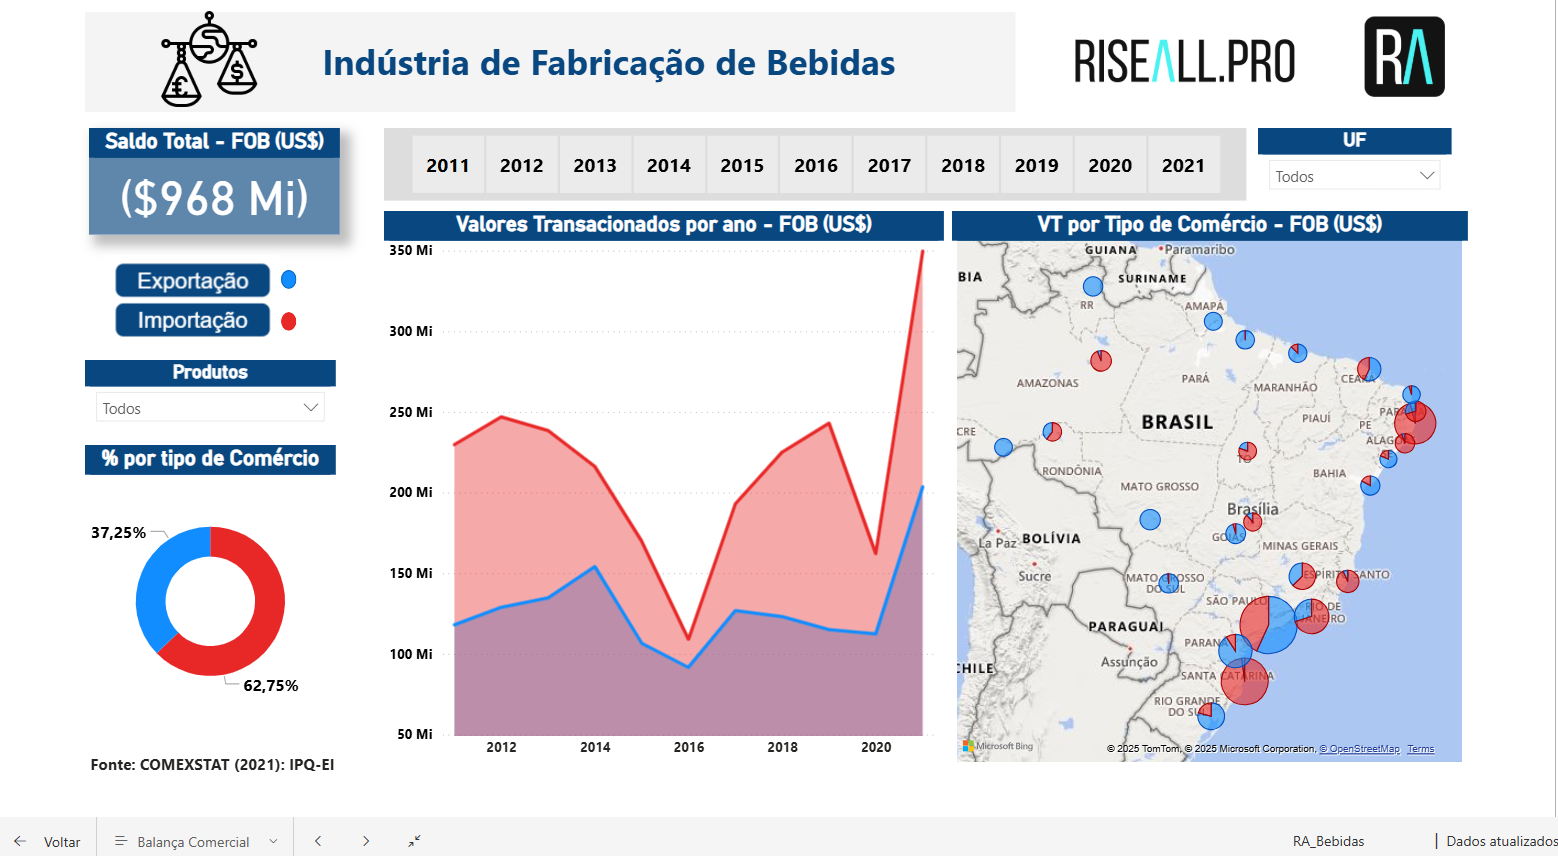 Indústria de Fabricação de Bebidas
RISEALL.PRO
RA
Saldo Total - FOB (US$)
($968 Mi)
2011 2012 2013 2014 2015 2016 2017 2018 2019 2020 2021
UF
Todos
Exportação
Importação
Produtos
Todos
% por tipo de Comércio
37,25%
62,75%
Fonte: COMEXSTAT (2021): IPQ-EI
Valores Transacionados por ano - FOB (US$)
350 Mi
300 Mi
250 Mi
200 Mi
150 Mi
100 Mi
50 Mi
2012 2014 2016 2018 2020
VT por Tipo de Comércio - FOB (US$)
GUIANA
Paramaribo
BIA
SURINAME
RR
AMAPÁ
AMAZONAS
PARÁ
MARANHÃO
CEARÁ
PIAUÍ
PARA
BRASIL
PE
ALAGO
CRE
RONDÔNIA
TO
BAHIA
MATO GROSSO
Brasília
La Paz
BOLÍVIA
GOIÁS
MINAS GERAIS
Sucre
MATO GROSSO
DO SUL
ESPÍRITO SANTO
SÃO PAULO
RIO DE
JANEIRO
PARAGUAI
PARANÁ
Assunção
CHILE
SANTA CATARINA
RIO GRANDE
DO SUL
Microsoft Bing
© 2025 TomTom, © 2025 Microsoft Corporation, © OpenStreetMap Terms
Voltar
Balança Comercial
RA_Bebidas
Dados atualizados